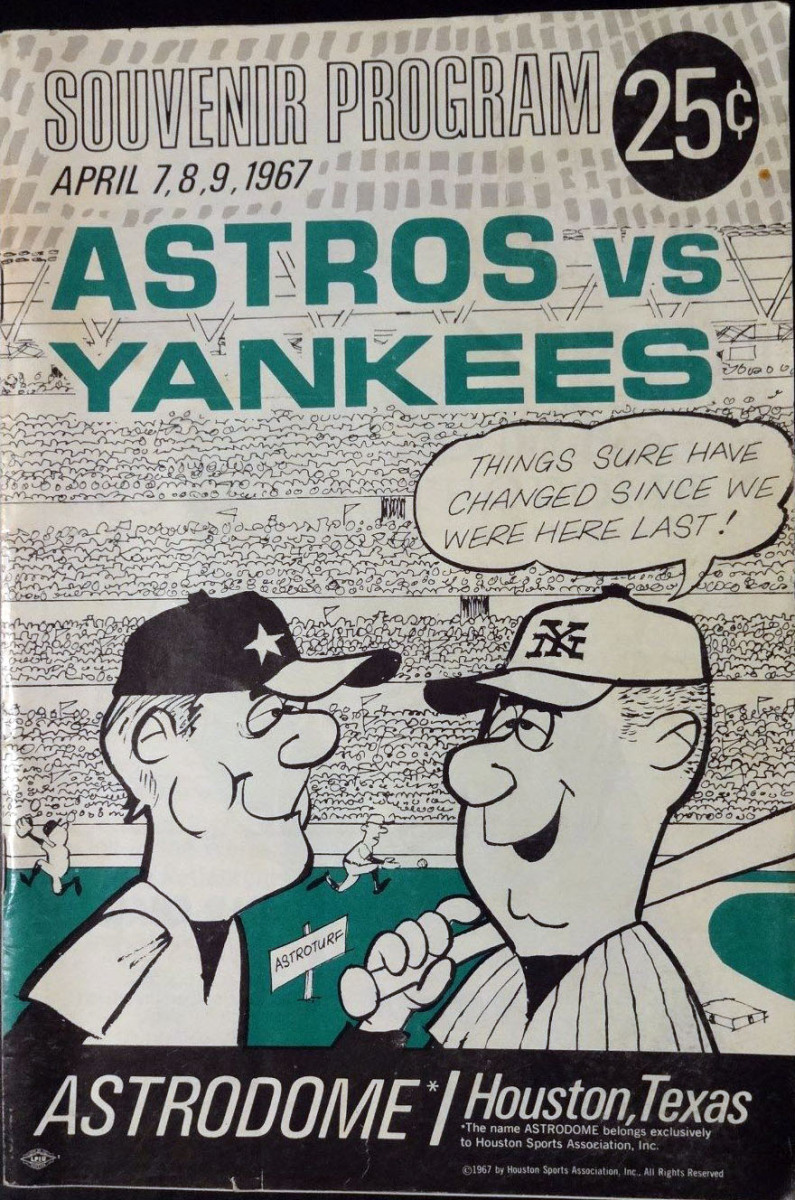 SOUVENIR PROGRAM
25¢
APRIL 7, 8, 9, 1967
ASTROS VS
YANKEES
THINGS SURE HAVE
CHANGED SINCE WE
WERE HERE LAST!
NY
ASTROTURF
ASTRODOME* / Houston, Texas
*The name ASTRODOME belongs exclusively
to Houston Sports Association, Inc.
©1967 by Houston Sports Association, Inc., All Rights Reserved